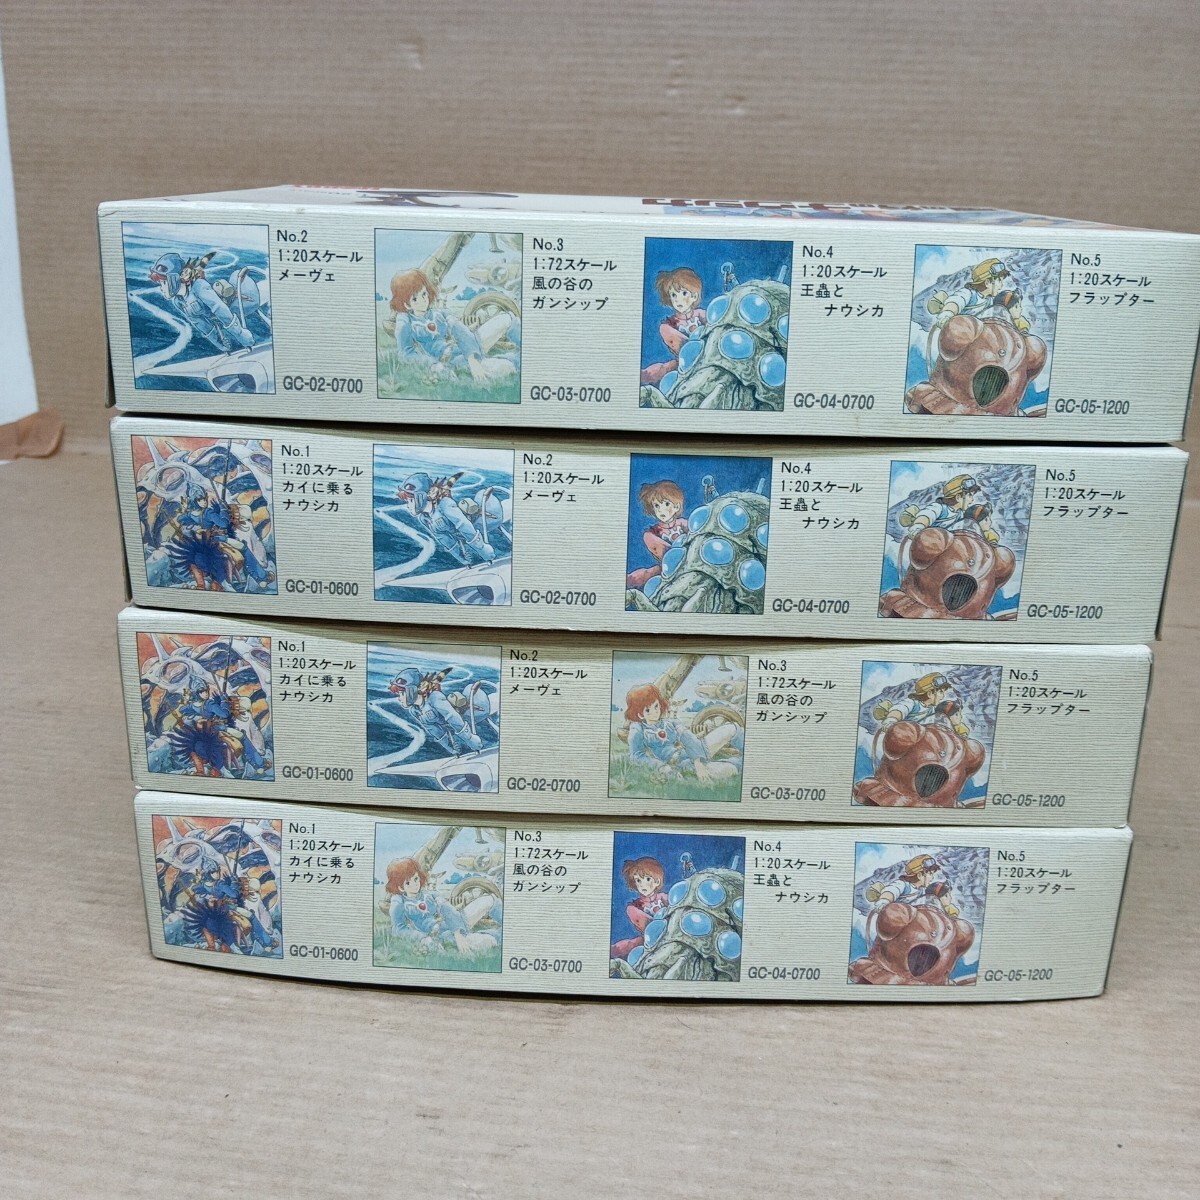 No.2
1:20スケール
メーヴェ
GC-02-0700
No.3
1:72スケール
風の谷の
ガンシップ
GC-03-0700
No.4
1:20スケール
王蟲と
ナウシカ
GC-04-0700
No.5
1:20スケール
フラップター
GC-05-1200
No.1
1:20スケール
カイに乗る
ナウシカ
GC-01-0600
No.2
1:20スケール
メーヴェ
GC-02-0700
No.4
1:20スケール
王蟲と
ナウシカ
GC-04-0700
No.5
1:20スケール
フラップター
GC-05-1200
No.1
1:20スケール
カイに乗る
ナウシカ
GC-01-0600
No.2
1:20スケール
メーヴェ
GC-02-0700
No.3
1:72スケール
風の谷の
ガンシップ
GC-03-0700
No.5
1:20スケール
フラップター
GC-05-1200
No.1
1:20スケール
カイに乗る
ナウシカ
GC-01-0600
No.3
1:72スケール
風の谷の
ガンシップ
GC-03-0700
No.4
1:20スケール
王蟲と
ナウシカ
GC-04-0700
No.5
1:20スケール
フラップター
GC-05-1200